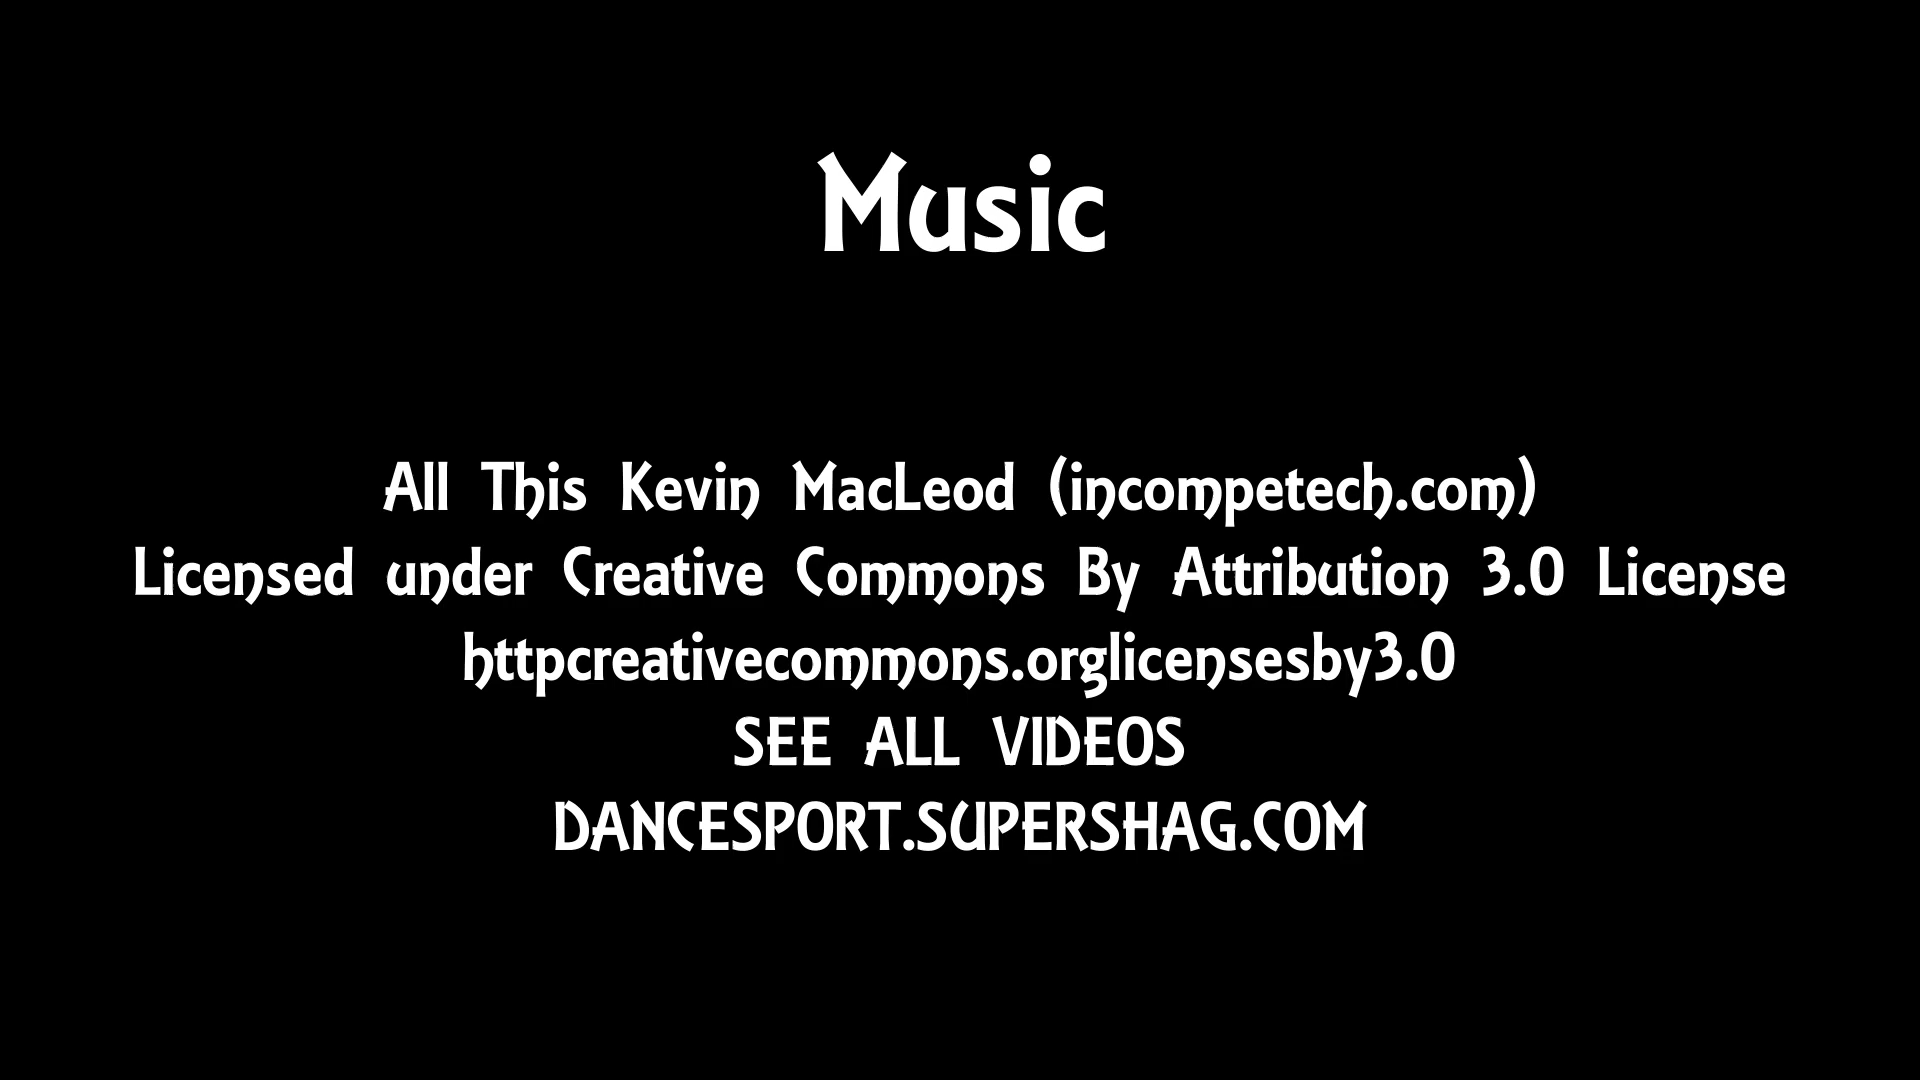 Music
All This Kevin MacLeod (incompetech.com)
Licensed under Creative Commons By Attribution 3.0 License
httpcreativecommons.orglicensesby3.0
SEE ALL VIDEOS
DANCESPORT.SUPERSHAG.COM